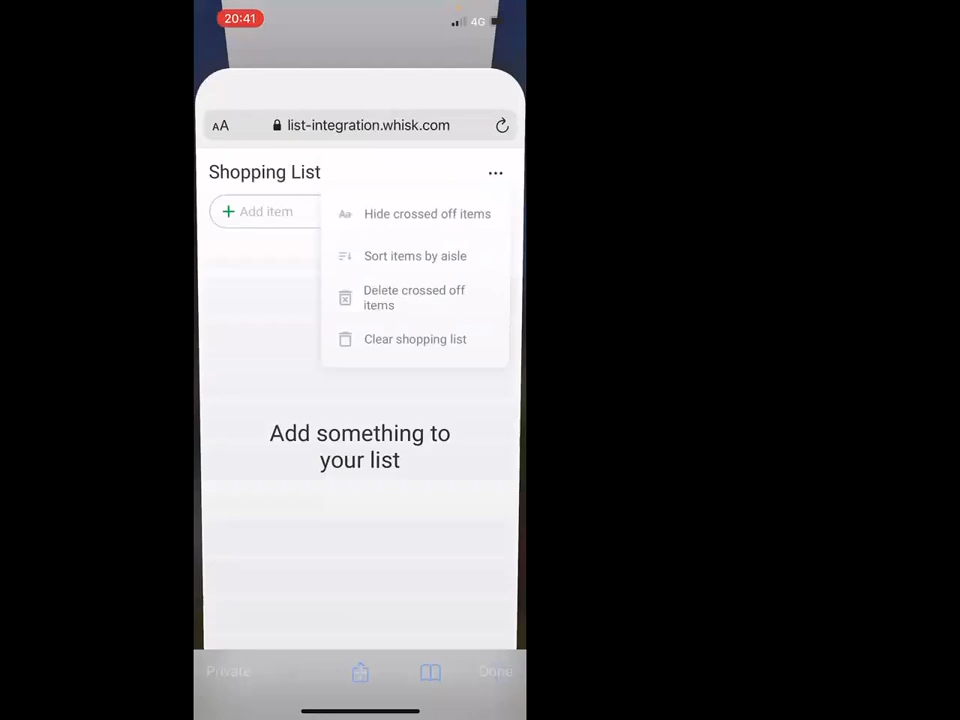 20:41
4G
AA list-integration.whisk.com
Shopping List
Add item
Aa Hide crossed off items
Sort items by aisle
Delete crossed off
items
Clear shopping list
Add something to
your list
Private
Done